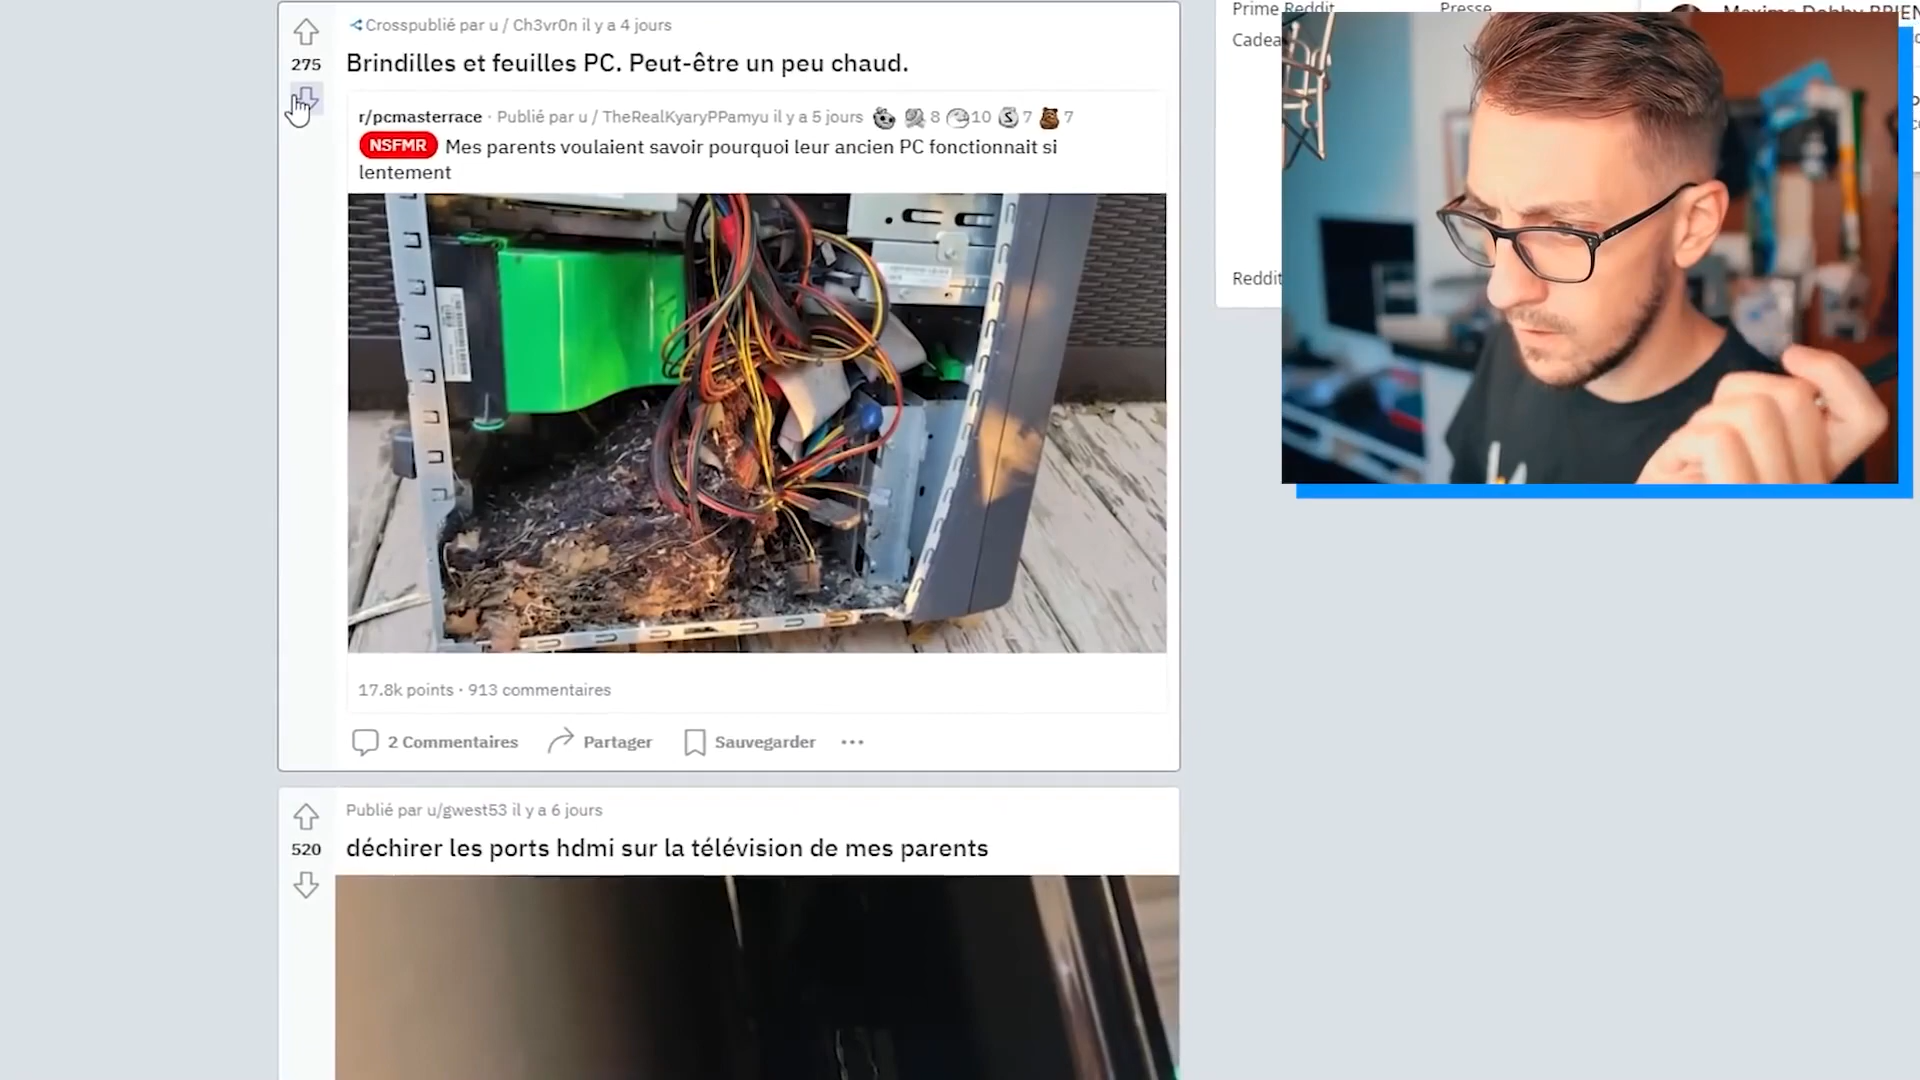 Crosspublié par u / Ch3vr0n il y a 4 jours
275
Brindilles et feuilles PC. Peut-être un peu chaud.
r/pcmasterrace · Publié par u / TheRealKyaryPPamyu il y a 5 jours 8 10 7 7
NSFMR Mes parents voulaient savoir pourquoi leur ancien PC fonctionnait si
lentement
17.8k points · 913 commentaires
2 Commentaires Partager Sauvegarder
Publié par u/gwest53 il y a 6 jours
520
déchirer les ports hdmi sur la télévision de mes parents
Prime Reddit Presse
Reddit